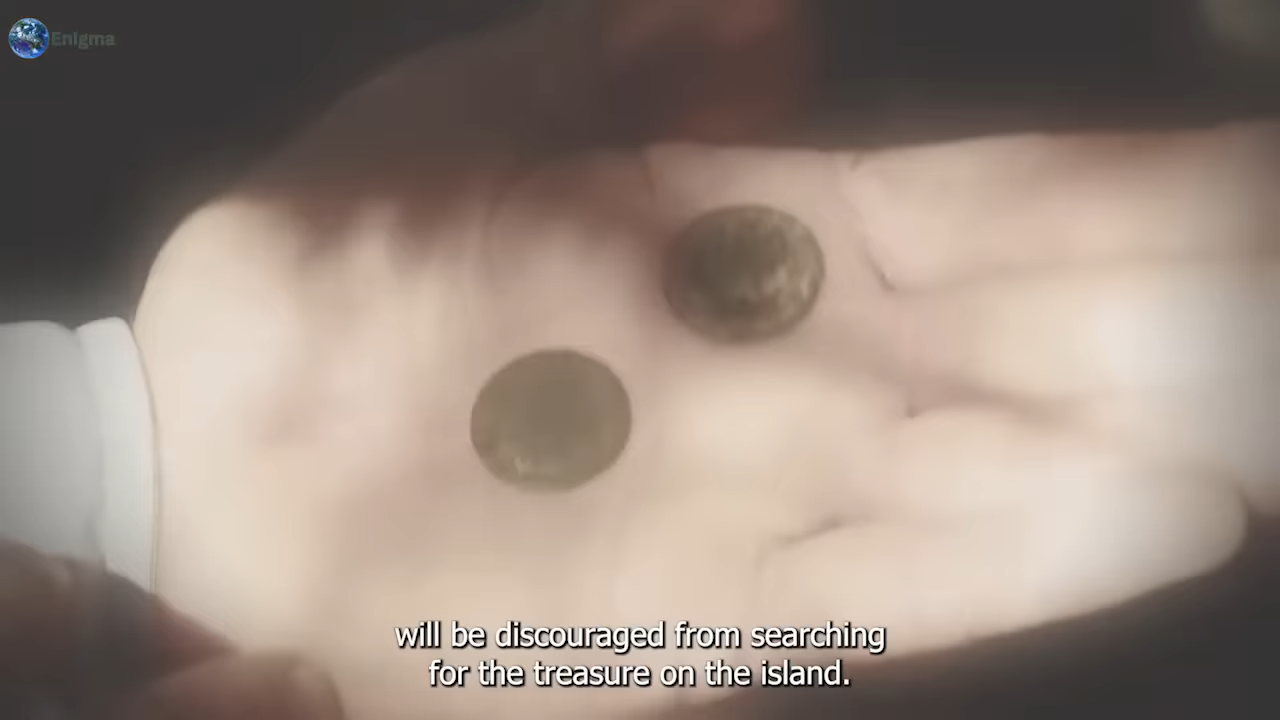 Enigma
will be discouraged from searching
for the treasure on the island.